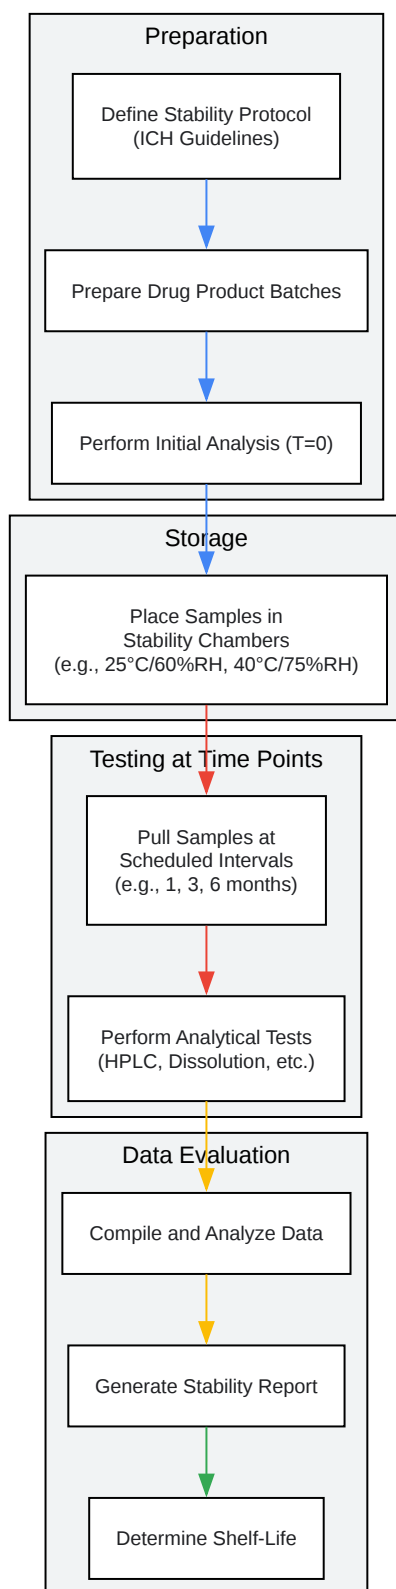 Preparation
Define Stability Protocol
(ICH Guidelines)
Prepare Drug Product Batches
Perform Initial Analysis (T=0)
Storage
Place Samples in
Stability Chambers
(e.g., 25°C/60%RH, 40°C/75%RH)
Testing at Time Points
Pull Samples at
Scheduled Intervals
(e.g., 1, 3, 6 months)
Perform Analytical Tests
(HPLC, Dissolution, etc.)
Data Evaluation
Compile and Analyze Data
Generate Stability Report
Determine Shelf-Life